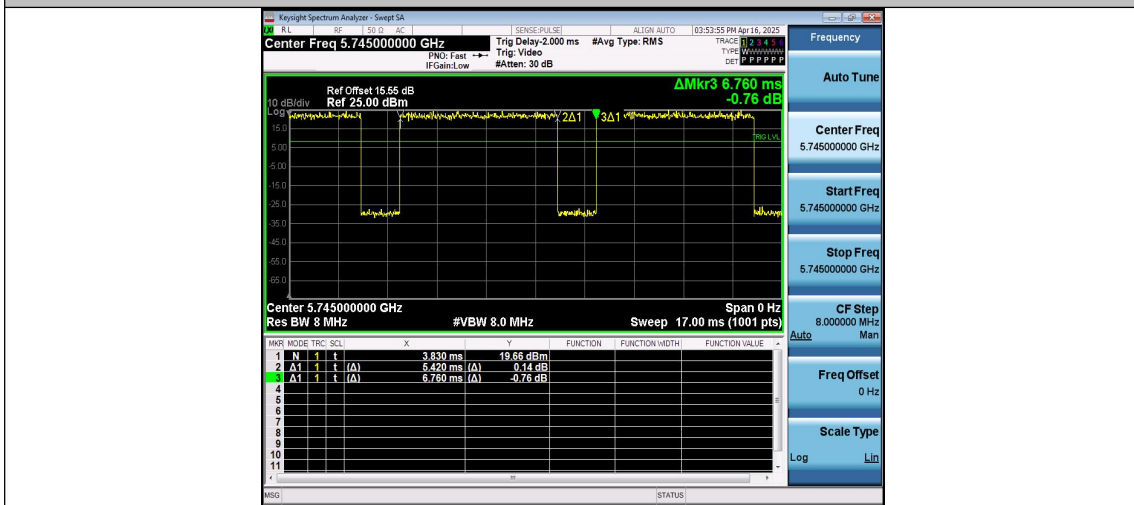 Keysight Spectrum Analyzer - Swept SA
RL RF 50 Ω AC SENSE:PULSE ALIGN AUTO 03:53:55 PM Apr 16, 2025
Center Freq 5.745000000 GHz
PNO: Fast
IFGain:Low
Trig Delay-2.000 ms
Trig: Video
#Atten: 30 dB
#Avg Type: RMS
TRACE 1 2 3 4 5 6
TYPE WWWWWW
DET P P P P P P
Frequency
Auto Tune
Center Freq
5.745000000 GHz
Start Freq
5.745000000 GHz
Stop Freq
5.745000000 GHz
CF Step
8.000000 MHz
Auto Man
Freq Offset
0 Hz
Scale Type
Log Lin
ΔMkr3 6.760 ms
-0.76 dB
Ref Offset 15.55 dB
10 dB/div Ref 25.00 dBm
Log
15.0
5.00
-5.00
-15.0
-25.0
-35.0
-45.0
-55.0
-65.0
2Δ1
3Δ1
TRIG LVL
Center 5.745000000 GHz Span 0 Hz
Res BW 8 MHz #VBW 8.0 MHz Sweep 17.00 ms (1001 pts)
MKR MODE TRC SCL X Y FUNCTION FUNCTION WIDTH FUNCTION VALUE
1 N 1 t 3.830 ms 19.66 dBm
2 Δ1 1 t (Δ) 5.420 ms (Δ) 0.14 dB
3 Δ1 1 t (Δ) 6.760 ms (Δ) -0.76 dB
4
5
6
7
8
9
10
11
MSG STATUS